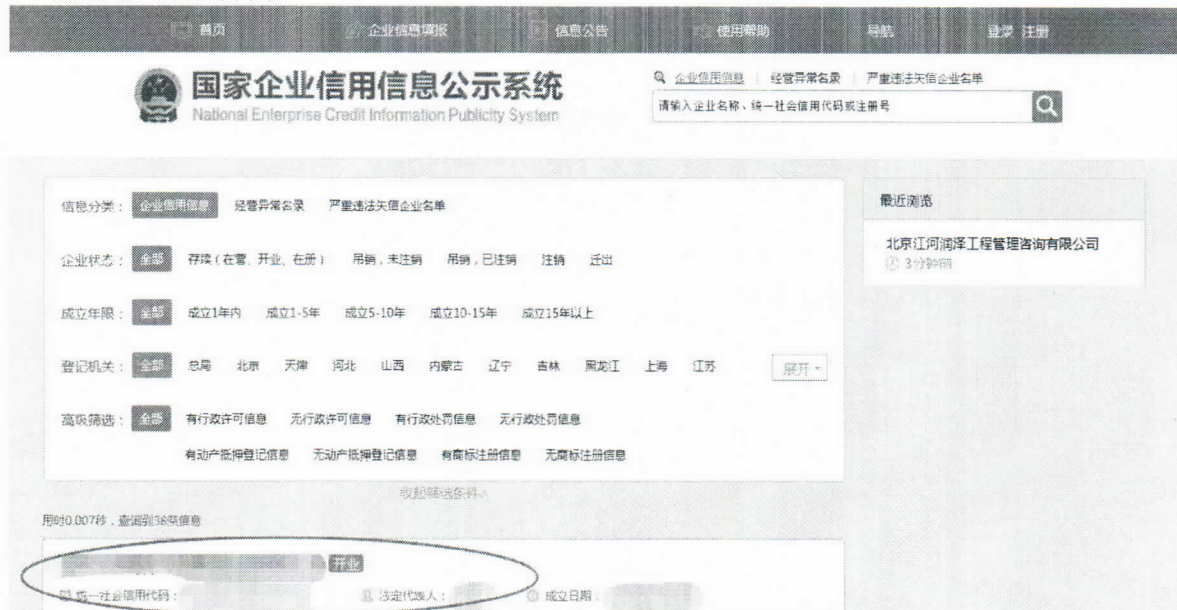 首页 企业信息填报 信息公告 使用帮助 导航 登录 注册
国家企业信用信息公示系统
National Enterprise Credit Information Publicity System
企业信用信息 经营异常名录 严重违法失信企业名单
请输入企业名称、统一社会信用代码或注册号
信息分类: 企业信用信息 经营异常名录 严重违法失信企业名单
最近浏览
北京江河润泽工程管理咨询有限公司
3分钟前
企业状态: 全部 存续(在营、开业、在册) 吊销,未注销 吊销,已注销 注销 迁出
成立年限: 全部 成立1年内 成立1-5年 成立5-10年 成立10-15年 成立15年以上
登记机关: 全部 总局 北京 天津 河北 山西 内蒙古 辽宁 吉林 黑龙江 上海 江苏 展开
高级筛选: 全部 有行政许可信息 无行政许可信息 有行政处罚信息 无行政处罚信息
有动产抵押登记信息 无动产抵押登记信息 有商标注册信息 无商标注册信息
收起筛选条件
用时0.007秒,查询到38条信息
开业
统一社会信用代码: 法定代表人: 成立日期: